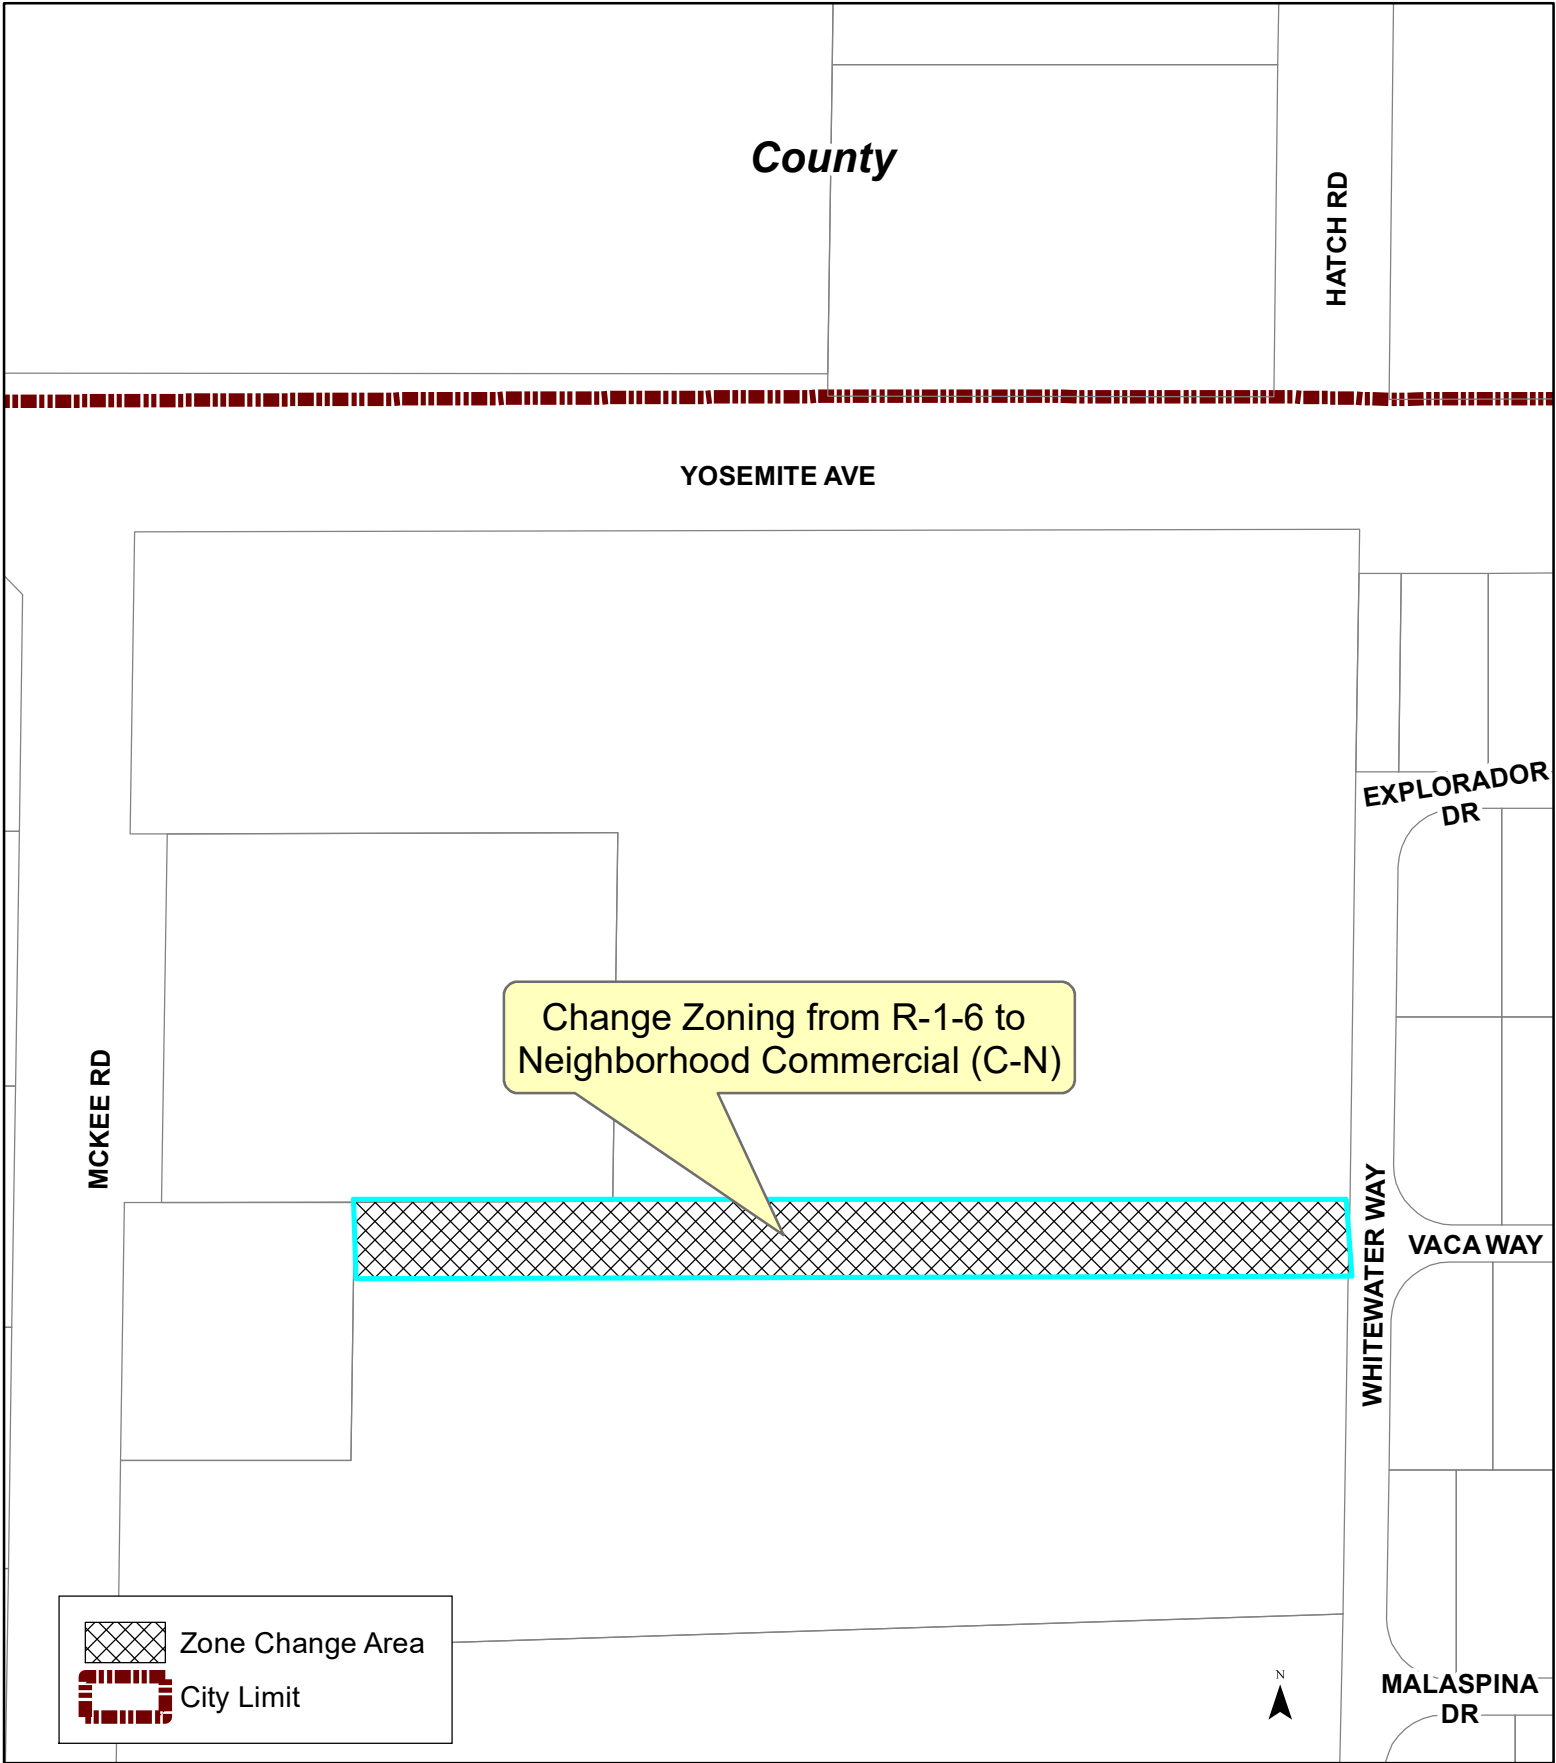 County
HATCH RD
YOSEMITE AVE
EXPLORADOR
DR
Change Zoning from R-1-6 to
Neighborhood Commercial (C-N)
MCKEE RD
WHITEWATER WAY
VACA WAY
Zone Change Area
City Limit
N
MALASPINA
DR